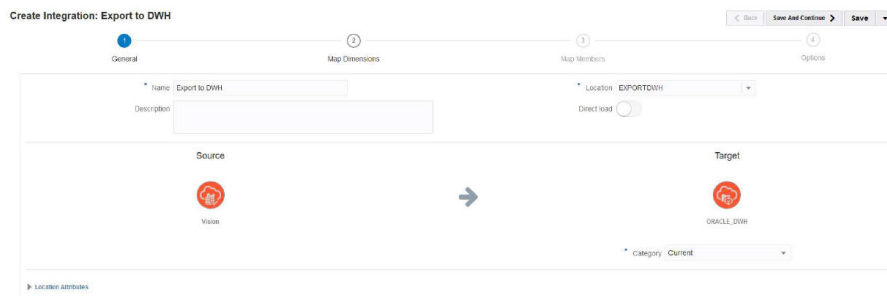 Create Integration: Export to DWH
< Back Save And Continue > Save
1 2 3 4
General Map Dimensions Map Members Options
* Name Export to DWH * Location EXPORTDWH
Description Direct load
Source Target
Vision ORACLE_DWH
* Category Current
Location Attributes